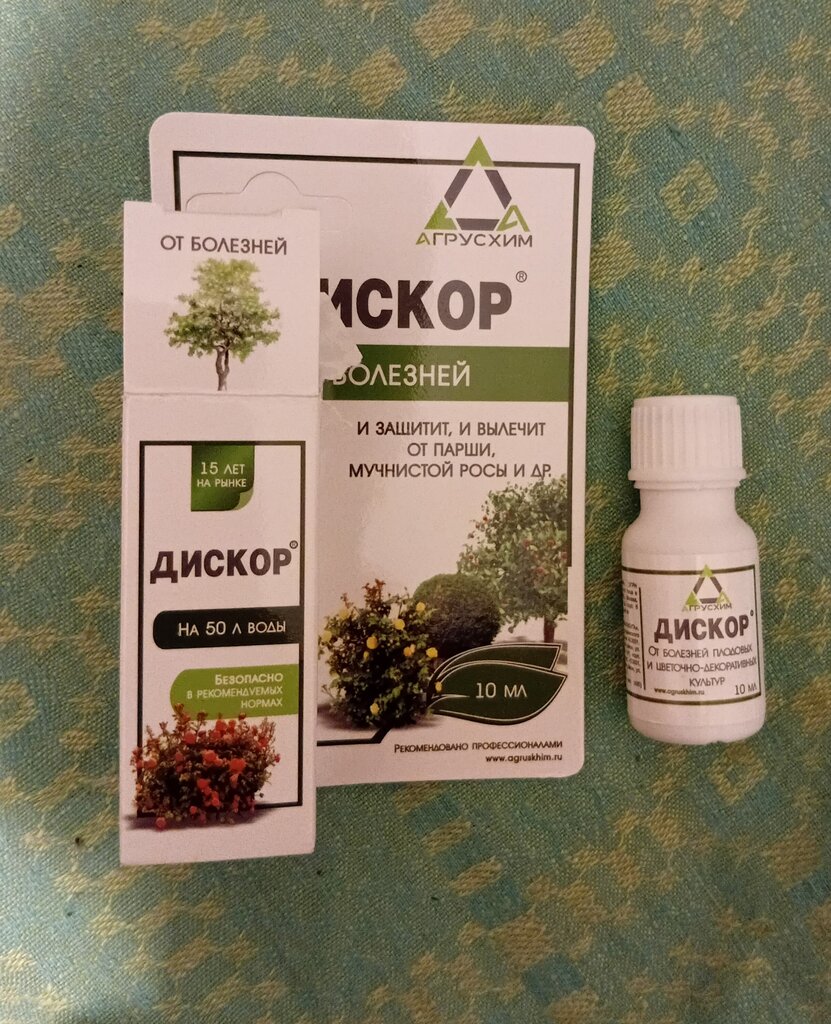 ОТ БОЛЕЗНЕЙ
15 ЛЕТ
НА РЫНКЕ
ДИСКОР®
НА 50 Л ВОДЫ
БЕЗОПАСНО
В РЕКОМЕНДУЕМЫХ
НОРМАХ
АГРУСХИМ
ИСКОР®
БОЛЕЗНЕЙ
И ЗАЩИТИТ, И ВЫЛЕЧИТ
ОТ ПАРШИ,
МУЧНИСТОЙ РОСЫ И ДР.
10 МЛ
РЕКОМЕНДОВАНО ПРОФЕССИОНАЛАМИ
www.agruskhim.ru
АГРУСХИМ
ДИСКОР®
ОТ БОЛЕЗНЕЙ ПЛОДОВЫХ
И ЦВЕТОЧНО-ДЕКОРАТИВНЫХ
КУЛЬТУР
www.agruskhim.ru 10 МЛ